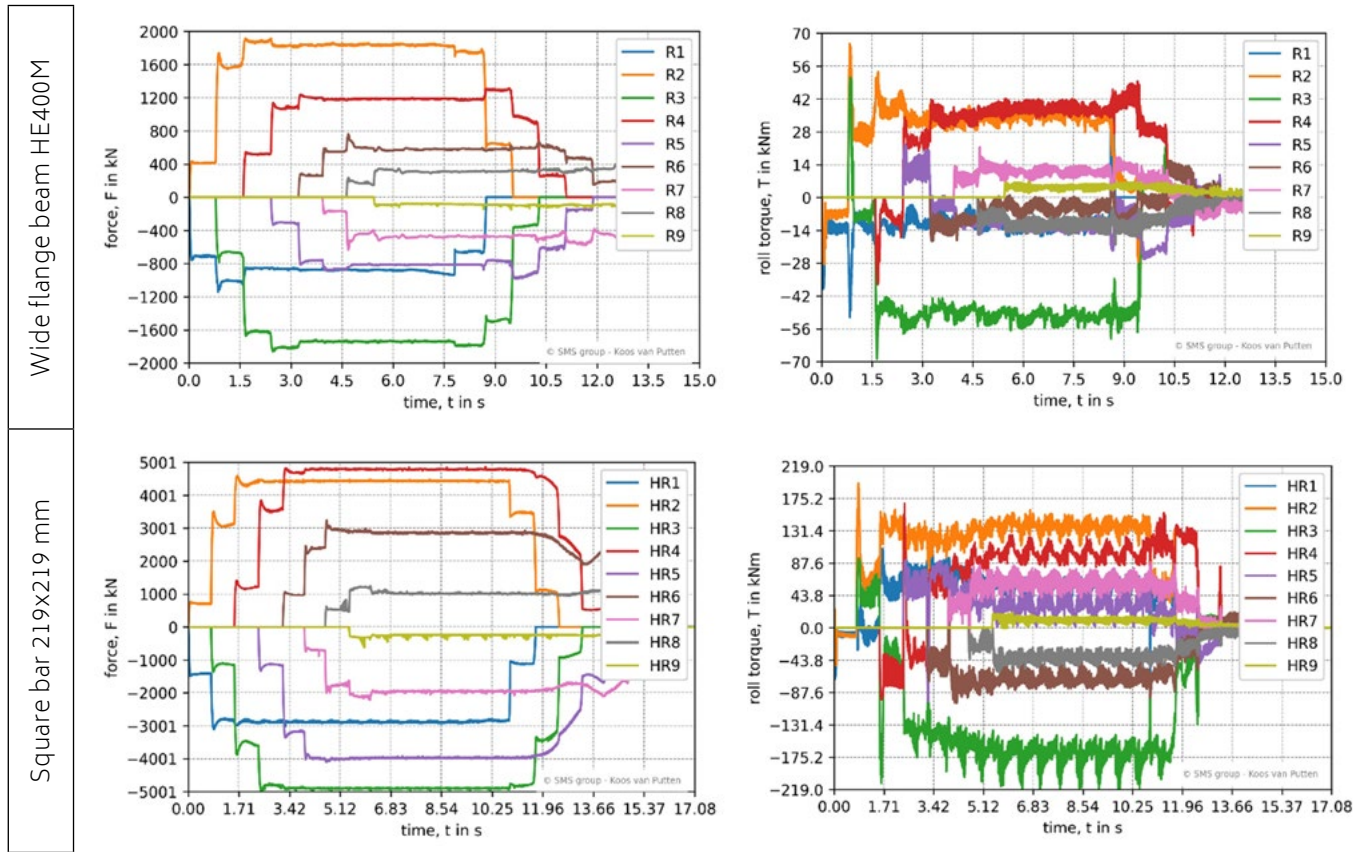 Wide flange beam HE400M
2000
1600
1200
800
400
0
−400
−800
−1200
−1600
−2000
force, F in kN
0.0 1.5 3.0 4.5 6.0 7.5 9.0 10.5 12.0 13.5 15.0
time, t in s
R1
R2
R3
R4
R5
R6
R7
R8
R9
© SMS group - Koos van Putten
70
56
42
28
14
0
−14
−28
−42
−56
−70
roll torque, T in kNm
0.0 1.5 3.0 4.5 6.0 7.5 9.0 10.5 12.0 13.5 15.0
time, t in s
R1
R2
R3
R4
R5
R6
R7
R8
R9
© SMS group - Koos van Putten
Square bar 219x219 mm
5001
4001
3001
2000
1000
0
−1000
−2000
−3001
−4001
−5001
force, F in kN
0.00 1.71 3.42 5.12 6.83 8.54 10.25 11.96 13.66 15.37 17.08
time, t in s
HR1
HR2
HR3
HR4
HR5
HR6
HR7
HR8
HR9
© SMS group - Koos van Putten
219.0
175.2
131.4
87.6
43.8
0.0
−43.8
−87.6
−131.4
−175.2
−219.0
roll torque, T in kNm
0.00 1.71 3.42 5.12 6.83 8.54 10.25 11.96 13.66 15.37 17.08
time, t in s
HR1
HR2
HR3
HR4
HR5
HR6
HR7
HR8
HR9
© SMS group - Koos van Putten